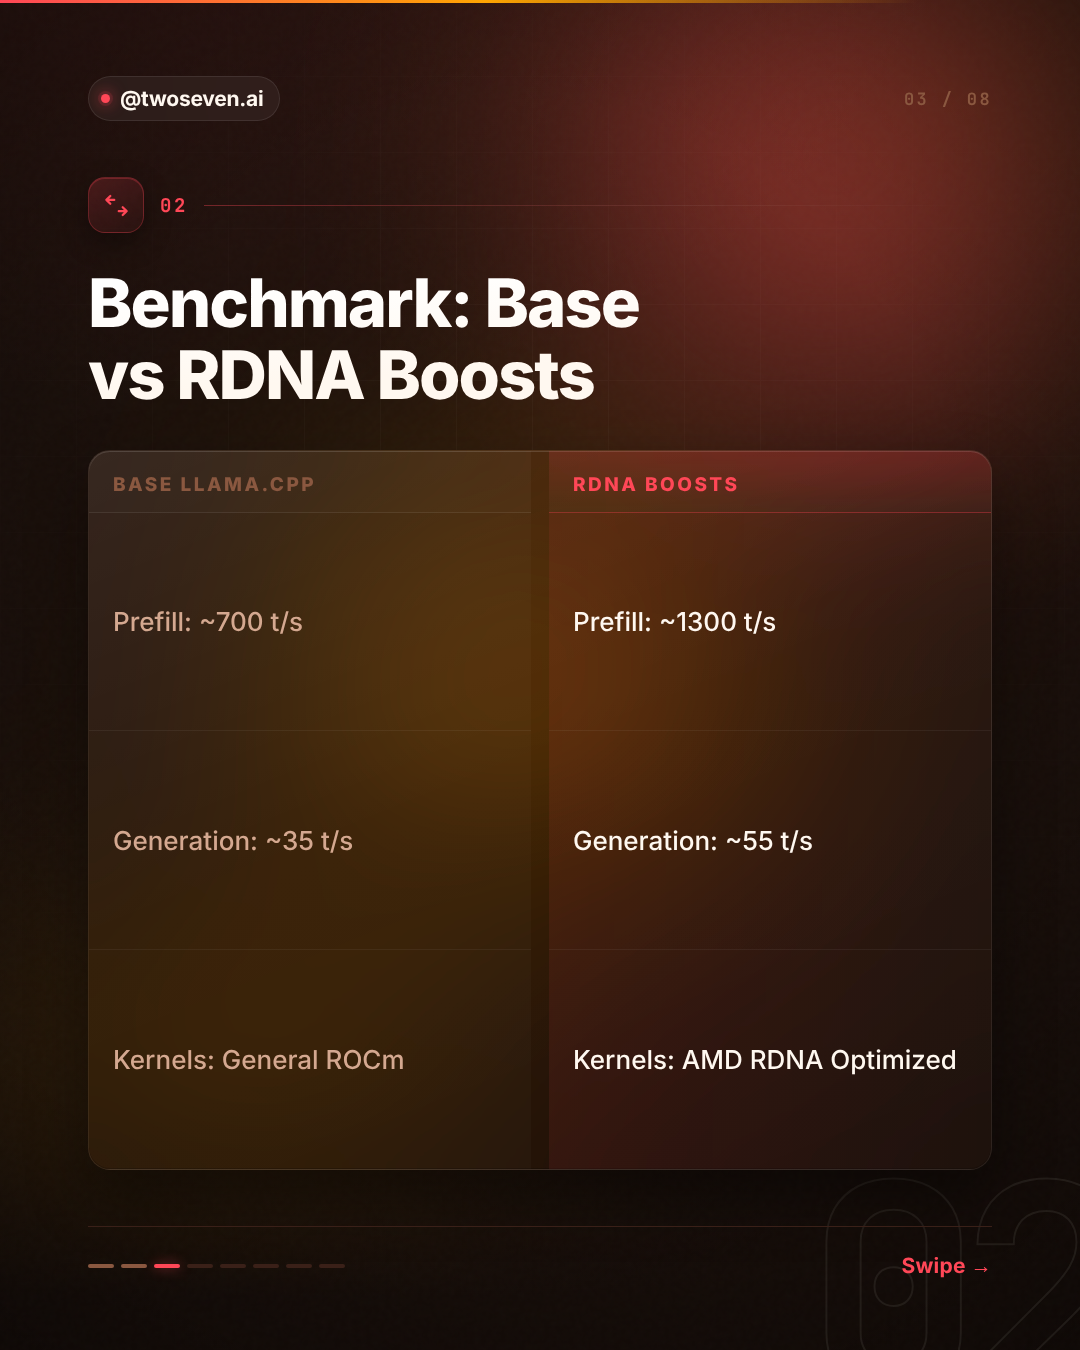 @twoseven.ai
03 / 08
02
Benchmark: Base
vs RDNA Boosts
BASE LLAMA.CPP
RDNA BOOSTS
Prefill: ~700 t/s
Prefill: ~1300 t/s
Generation: ~35 t/s
Generation: ~55 t/s
Kernels: General ROCm
Kernels: AMD RDNA Optimized
Swipe →
02